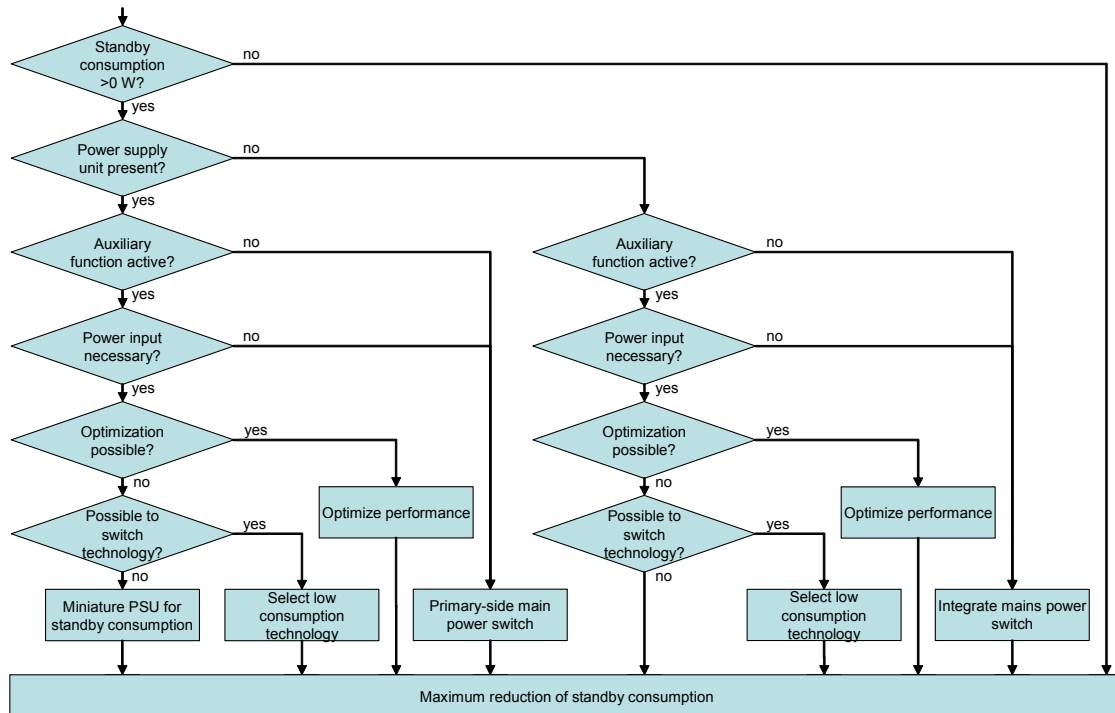 Standby
consumption
>0 W?
no
yes
Power supply
unit present?
no
yes
Auxiliary
function active?
no
Auxiliary
function active?
no
yes
yes
Power input
necessary?
no
Power input
necessary?
no
yes
yes
Optimization
possible?
yes
Optimization
possible?
yes
no
no
Possible to
switch
technology?
yes
Optimize performance
Possible to
switch
technology?
yes
Optimize performance
no
no
Miniature PSU for
standby consumption
Select low
consumption
technology
Primary-side main
power switch
Select low
consumption
technology
Integrate mains power
switch
Maximum reduction of standby consumption